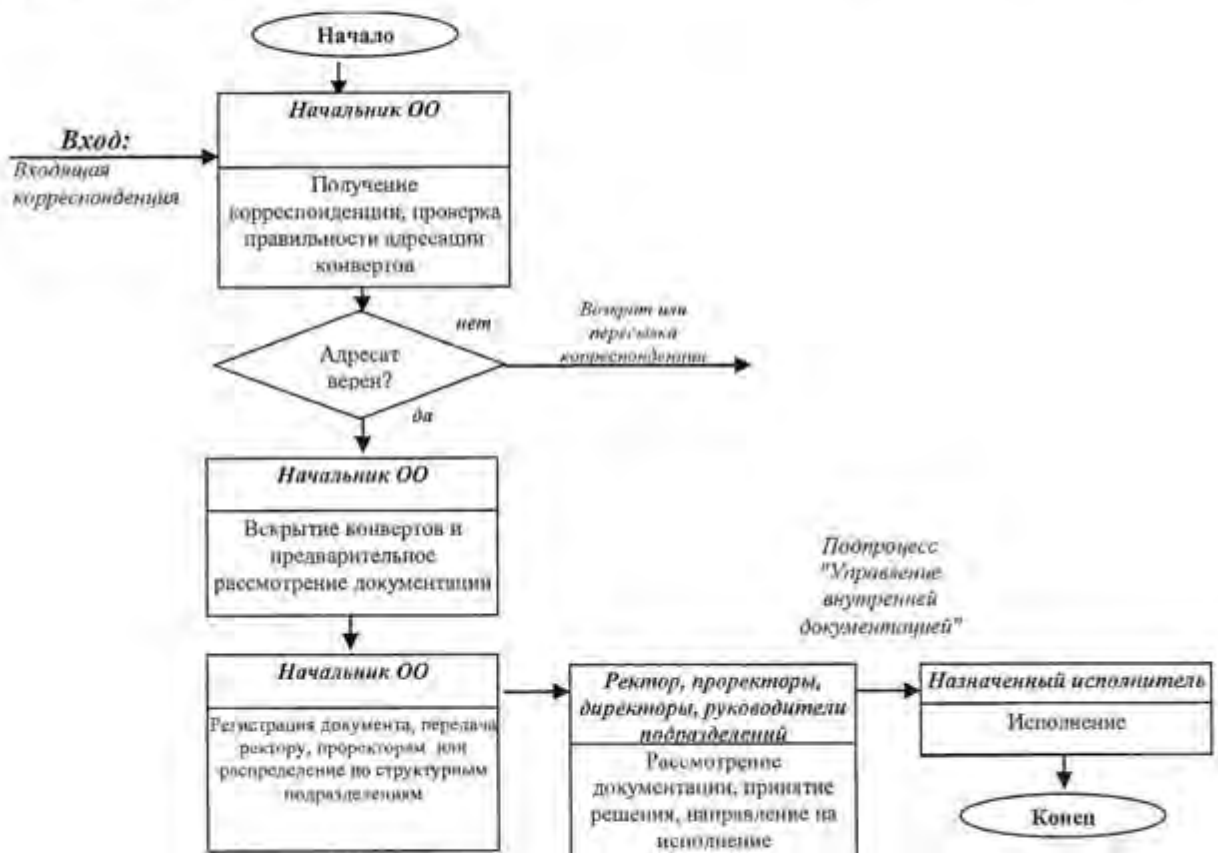 Начало
Начальник ОО
Вход:
Входящая
корреспонденция
Получение
корреспонденции, проверка
правильности адресации
конвертов
нет
Возврат или
пересылка
корреспонденции
Адресат
верен?
да
Начальник ОО
Вскрытие конвертов и
предварительное
рассмотрение документации
Подпроцесс
"Управление
внутренней
документацией"
Начальник ОО
Регистрация документа, передача
ректору, проректорам или
распределение по структурным
подразделениям
Ректор, проректоры,
директоры, руководители
подразделений
Рассмотрение
документации, принятие
решения, направление на
исполнение
Назначенный исполнитель
Исполнение
Конец